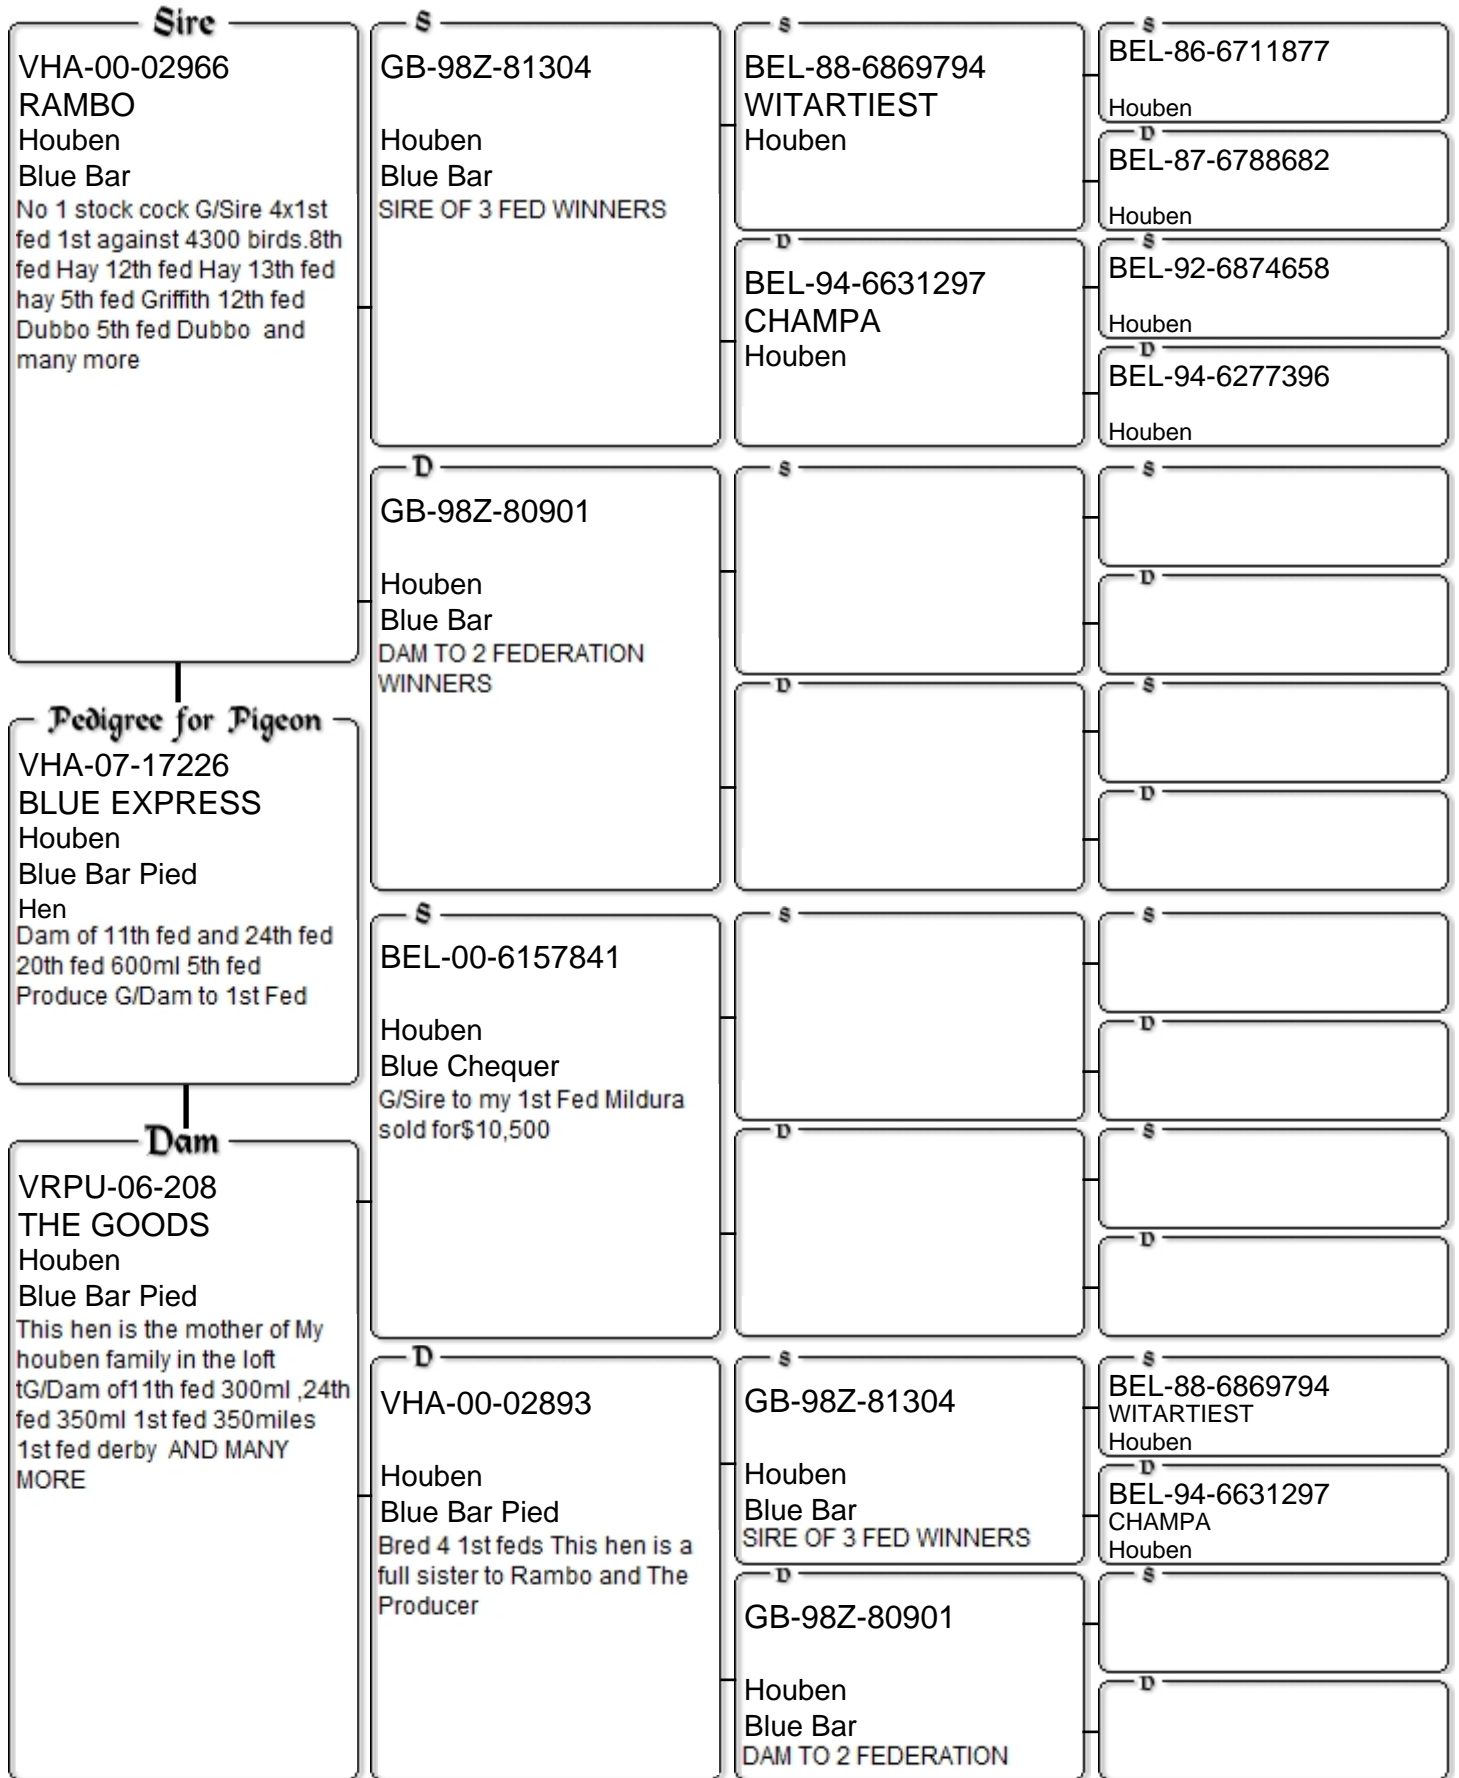 Sire
VHA-00-02966
RAMBO
Houben
Blue Bar
No 1 stock cock G/Sire 4x1st
fed 1st against 4300 birds.8th
fed Hay 12th fed Hay 13th fed
hay 5th fed Griffith 12th fed
Dubbo 5th fed Dubbo and
many more
Pedigree for Pigeon
VHA-07-17226
BLUE EXPRESS
Houben
Blue Bar Pied
Hen
Dam of 11th fed and 24th fed
20th fed 600ml 5th fed
Produce G/Dam to 1st Fed
Dam
VRPU-06-208
THE GOODS
Houben
Blue Bar Pied
This hen is the mother of My
houben family in the loft
tG/Dam of11th fed 300ml ,24th
fed 350ml 1st fed 350miles
1st fed derby AND MANY
MORE
S
GB-98Z-81304
Houben
Blue Bar
SIRE OF 3 FED WINNERS
D
GB-98Z-80901
Houben
Blue Bar
DAM TO 2 FEDERATION
WINNERS
S
BEL-00-6157841
Houben
Blue Chequer
G/Sire to my 1st Fed Mildura
sold for$10,500
D
VHA-00-02893
Houben
Blue Bar Pied
Bred 4 1st feds This hen is a
full sister to Rambo and The
Producer
S
BEL-88-6869794
WITARTIEST
Houben
D
BEL-94-6631297
CHAMPA
Houben
S
D
S
D
S
GB-98Z-81304
Houben
Blue Bar
SIRE OF 3 FED WINNERS
D
GB-98Z-80901
Houben
Blue Bar
DAM TO 2 FEDERATION
S
BEL-86-6711877
Houben
D
BEL-87-6788682
Houben
S
BEL-92-6874658
Houben
D
BEL-94-6277396
Houben
S
D
S
D
S
D
S
D
S
BEL-88-6869794
WITARTIEST
Houben
D
BEL-94-6631297
CHAMPA
Houben
S
D